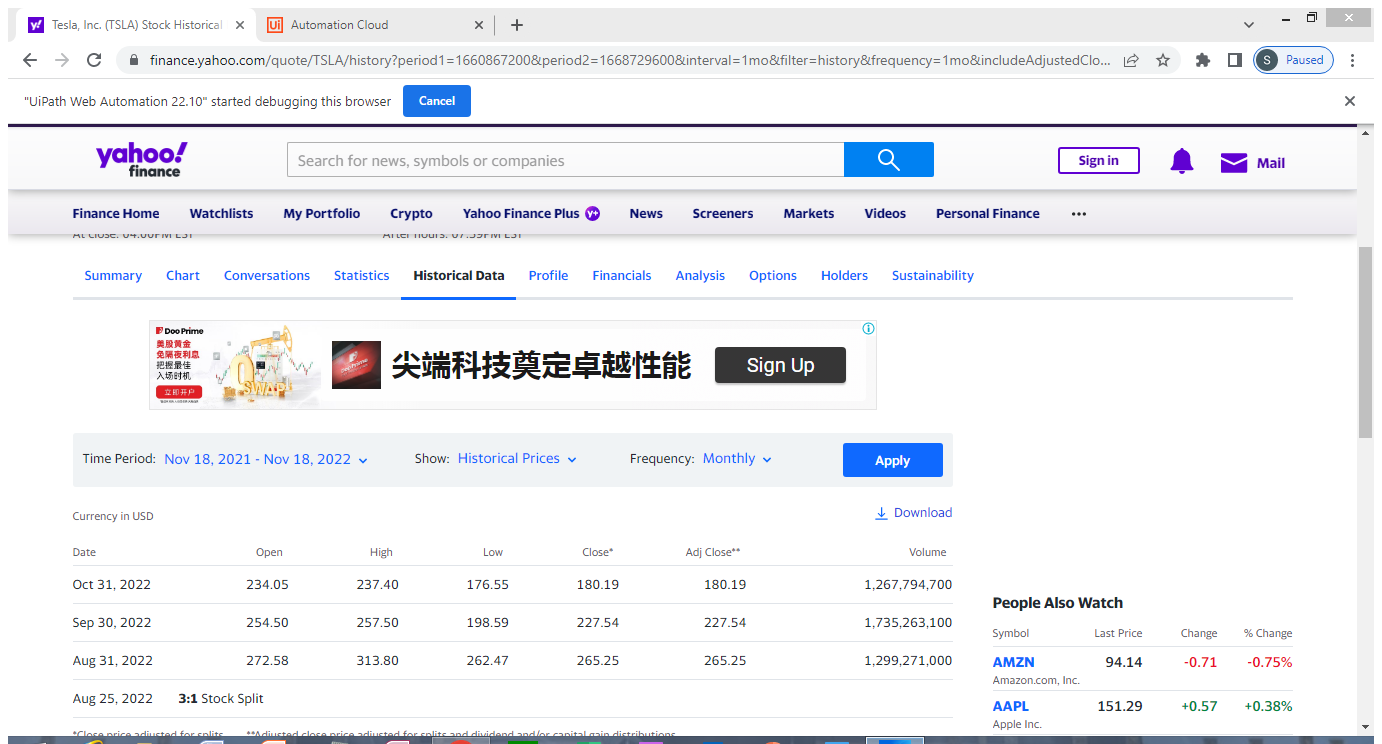 Tesla, Inc. (TSLA) Stock Historical
Automation Cloud
finance.yahoo.com/quote/TSLA/history?period1=1660867200&period2=1668729600&interval=1mo&filter=history&frequency=1mo&includeAdjustedClo...
S Paused
"UiPath Web Automation 22.10" started debugging this browser Cancel
yahoo!
finance
Search for news, symbols or companies
Sign in
Mail
Finance Home Watchlists My Portfolio Crypto Yahoo Finance Plus News Screeners Markets Videos Personal Finance
At close: 04:00PM EST After hours: 07:59PM EST
Summary Chart Conversations Statistics Historical Data Profile Financials Analysis Options Holders Sustainability
Doo Prime
美股黄金
免隔夜利息
把握最佳
入场时机
立即开户
0 SWAP
尖端科技奠定卓越性能
Sign Up
Time Period: Nov 18, 2021 - Nov 18, 2022 Show: Historical Prices Frequency: Monthly Apply
Currency in USD Download
Date Open High Low Close* Adj Close** Volume
Oct 31, 2022 234.05 237.40 176.55 180.19 180.19 1,267,794,700
Sep 30, 2022 254.50 257.50 198.59 227.54 227.54 1,735,263,100
Aug 31, 2022 272.58 313.80 262.47 265.25 265.25 1,299,271,000
Aug 25, 2022 3:1 Stock Split
*Close price adjusted for splits. **Adjusted close price adjusted for splits and dividend and/or capital gain distributions.
People Also Watch
Symbol Last Price Change % Change
AMZN 94.14 -0.71 -0.75%
Amazon.com, Inc.
AAPL 151.29 +0.57 +0.38%
Apple Inc.